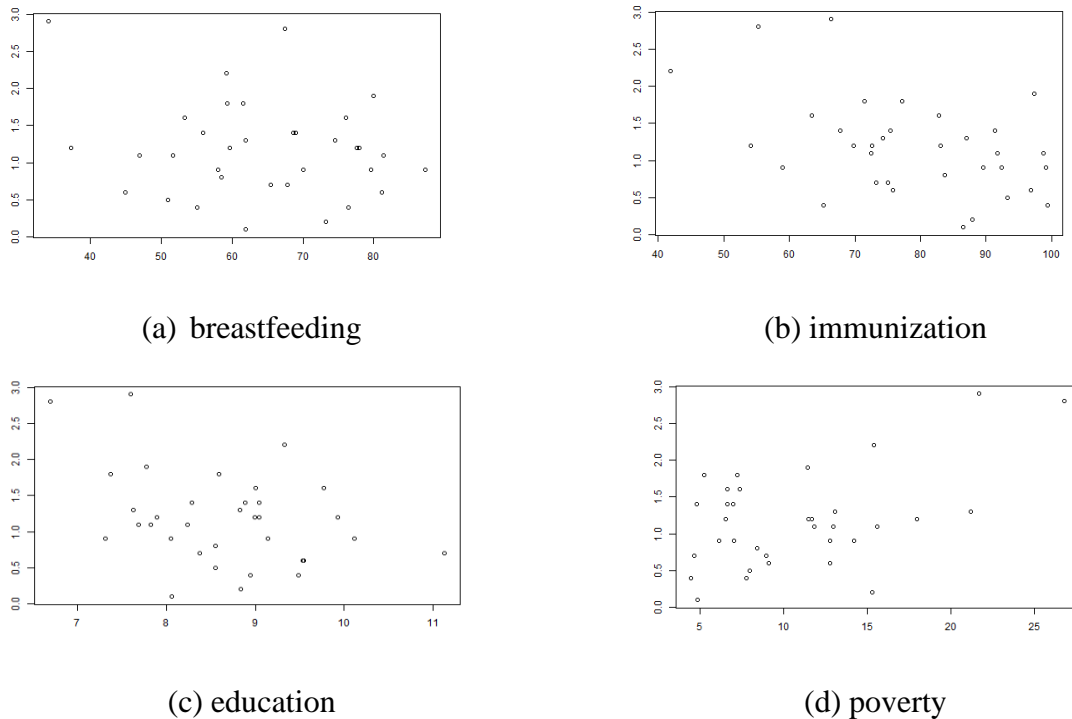 0.0 0.5 1.0 1.5 2.0 2.5 3.0
40 50 60 70 80
(a) breastfeeding
0.0 0.5 1.0 1.5 2.0 2.5 3.0
40 50 60 70 80 90 100
(b) immunization
0.0 0.5 1.0 1.5 2.0 2.5 3.0
7 8 9 10 11
(c) education
0.0 0.5 1.0 1.5 2.0 2.5 3.0
5 10 15 20 25
(d) poverty